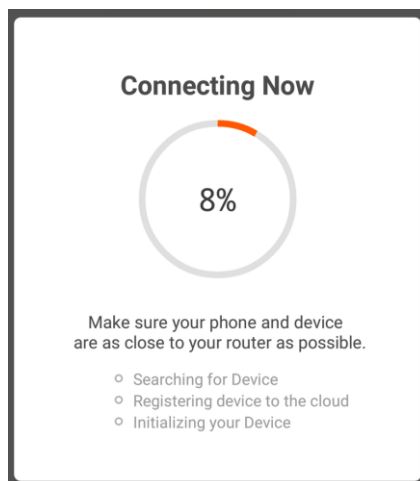 Connecting Now
8%
Make sure your phone and device
are as close to your router as possible.
Searching for Device
Registering device to the cloud
Initializing your Device